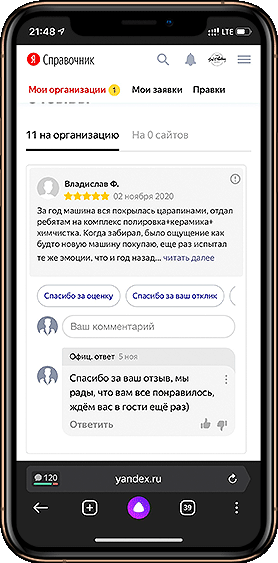 21:48
LTE
Я Справочник
Мои организации 1 Мои заявки Правки
11 на организацию На 0 сайтов
Владислав Ф.
02 ноября 2020
За год машина вся покрылась царапинами, отдал
ребятам на комплекс полировка+керамика+
химчистка. Когда забирал, было ощущение как
будто новую машину покупаю, еще раз испытал
те же эмоции, что и год назад... читать далее
Спасибо за оценку Спасибо за ваш отклик
Ваш комментарий
Офиц. ответ 5 ноя
Спасибо за ваш отзыв, мы
рады, что вам все понравилось,
ждём вас в гости ещё раз)
Ответить
120 yandex.ru
39